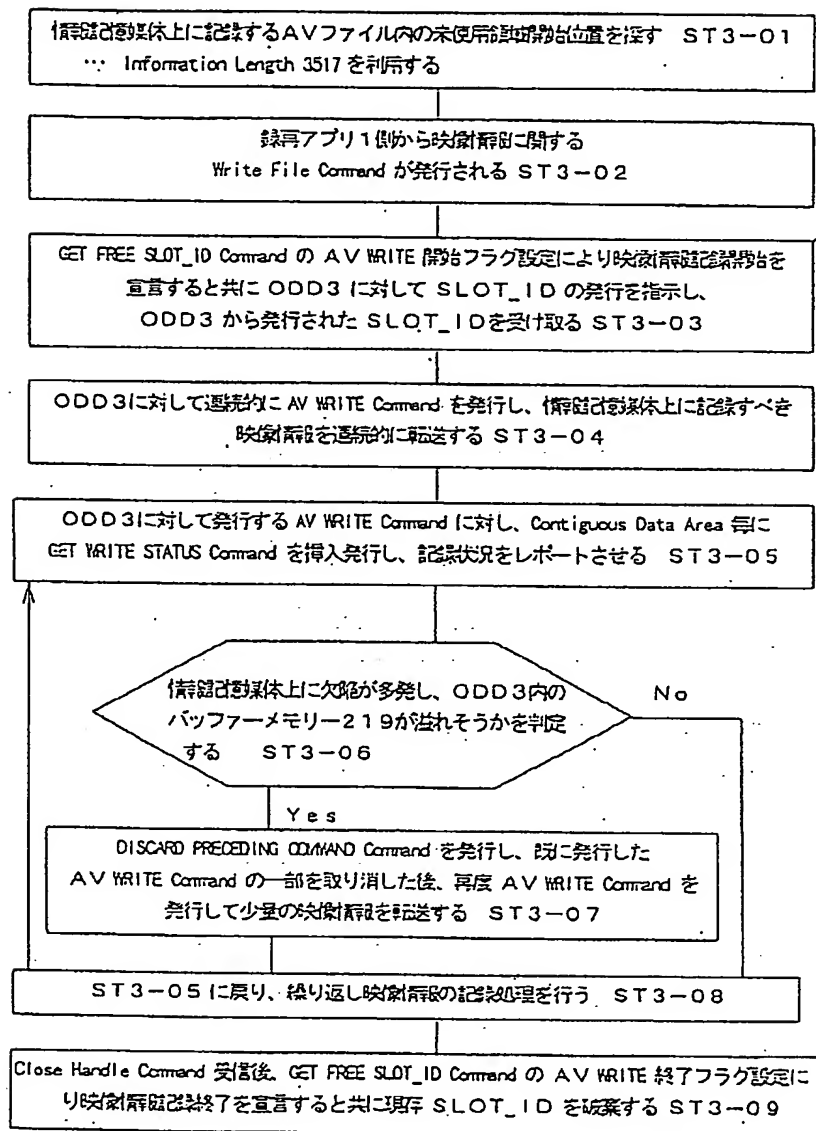 情報記憶媒体上に記録するAVファイル内の未使用領域開始位置を探す ST3-01
… Information Length 3517 を利用する
録再アプリ1側から映像情報に関する
Write File Command が発行される ST3-02
GET FREE SLOT_ID Command の AV WRITE 開始フラグ設定により映像情報記録開始を
宣言すると共に ODD3 に対して SLOT_ID の発行を指示し、
ODD3 から発行された SLOT_IDを受け取る ST3-03
ODD3に対して連続的に AV WRITE Command を発行し、情報記憶媒体上に記録すべき
映像情報を連続的に転送する ST3-04
ODD3に対して発行する AV WRITE Command に対し、Contiguous Data Area 毎に
GET WRITE STATUS Command を挿入発行し、記録状況をレポートさせる ST3-05
情報記憶媒体上に欠陥が多発し、ODD3内の
バッファーメモリー219が溢れそうかを判定
する ST3-06
No
Yes
DISCARD PRECEDING COMMAND Command を発行し、既に発行した
AV WRITE Command の一部を取り消した後、再度 AV WRITE Command を
発行して少量の映像情報を転送する ST3-07
ST3-05に戻り、繰り返し映像情報の記録処理を行う ST3-08
Close Handle Command 受信後、GET FREE SLOT_ID Command の AV WRITE 終了フラグ設定によ
り映像情報記録終了を宣言すると共に現存 SLOT_ID を破棄する ST3-09